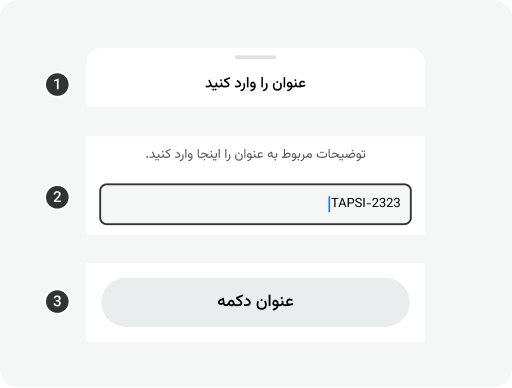 1
عنوان را وارد کنید
توضیحات مربوط به عنوان را اینجا وارد کنید.
2
TAPSI-2323
3
عنوان دکمه